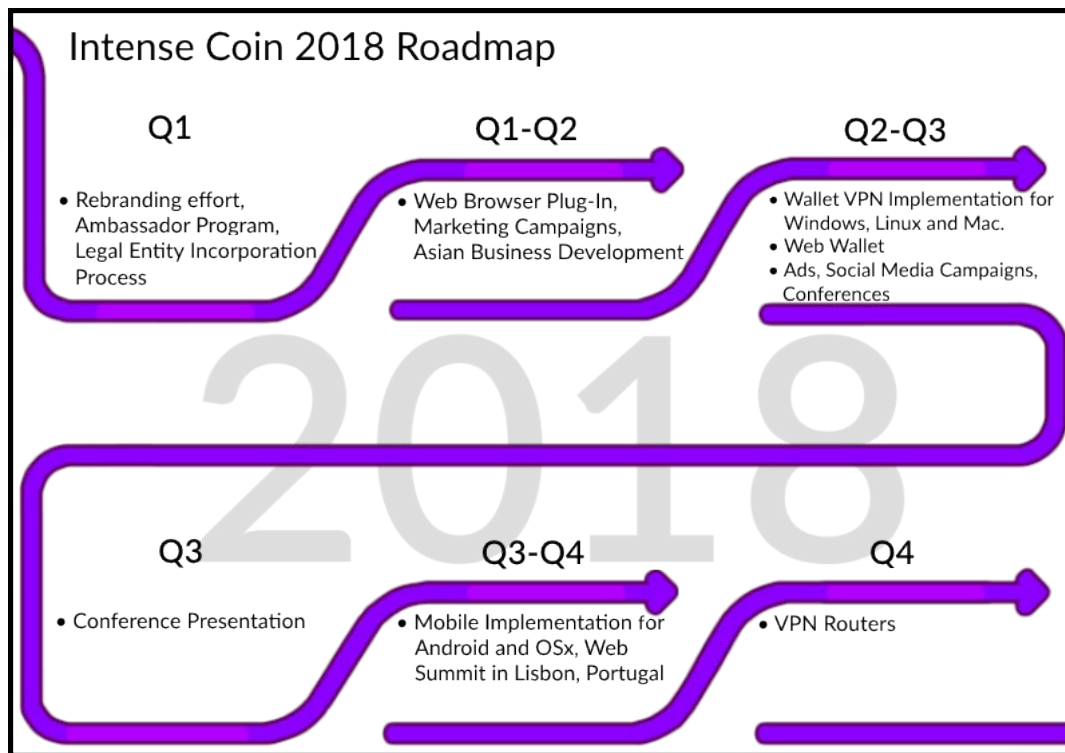 Intense Coin 2018 Roadmap
Q1
• Rebranding effort,
Ambassador Program,
Legal Entity Incorporation
Process
Q1-Q2
• Web Browser Plug-In,
Marketing Campaigns,
Asian Business Development
Q2-Q3
• Wallet VPN Implementation for
Windows, Linux and Mac.
• Web Wallet
• Ads, Social Media Campaigns,
Conferences
2018
Q3
• Conference Presentation
Q3-Q4
• Mobile Implementation for
Android and OSx, Web
Summit in Lisbon, Portugal
Q4
• VPN Routers